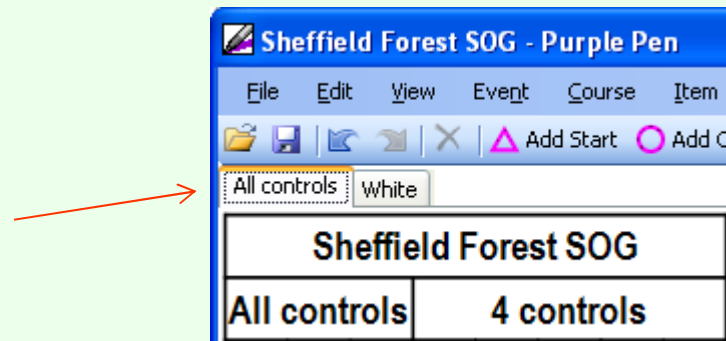 Sheffield Forest SOG - Purple Pen
File Edit View Event Course Item
Add Start Add
All controls White
Sheffield Forest SOG
All controls 4 controls